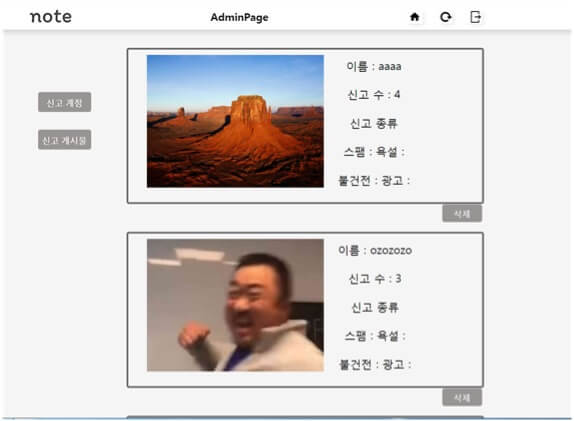 note
AdminPage
신고 계정
신고 게시물
이름 : aaaa
신고 수 : 4
신고 종류
스팸 : 욕설 :
불건전 : 광고 :
삭제
이름 : ozozozo
신고 수 : 3
신고 종류
스팸 : 욕설 :
불건전 : 광고 :
삭제